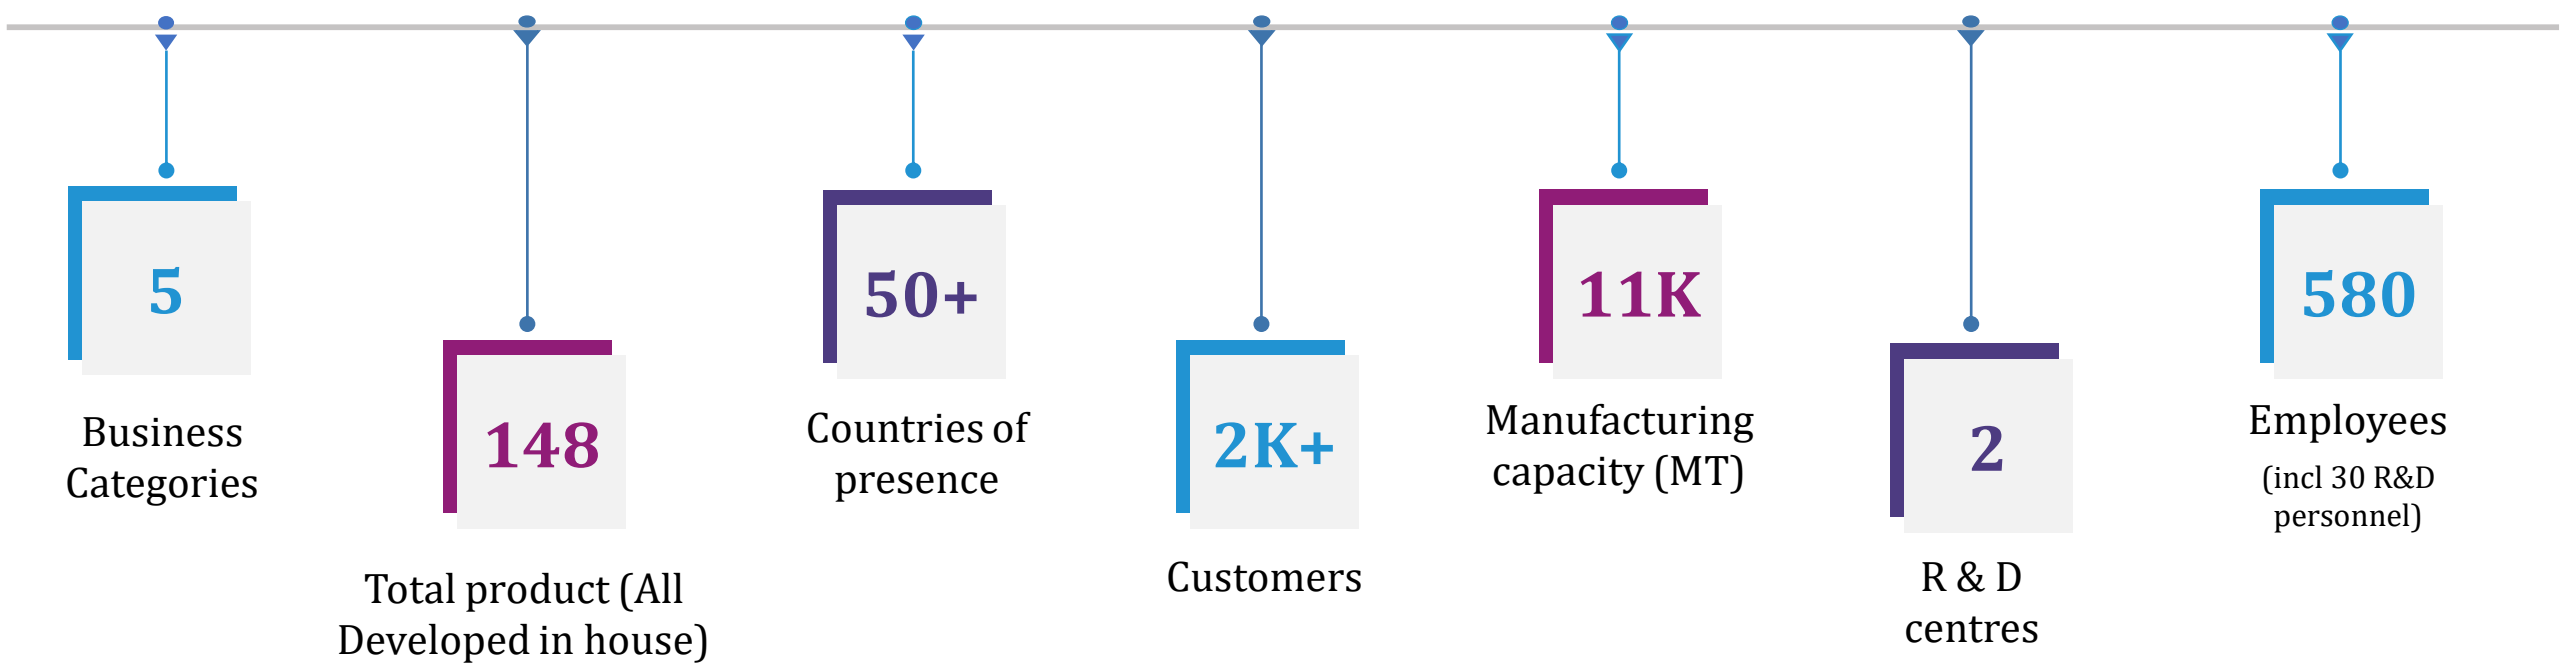 5
Business
Categories
148
Total product (All
Developed in house)
50+
Countries of
presence
2K+
Customers
11K
Manufacturing
capacity (MT)
2
R & D
centres
580
Employees
(incl 30 R&D
personnel)